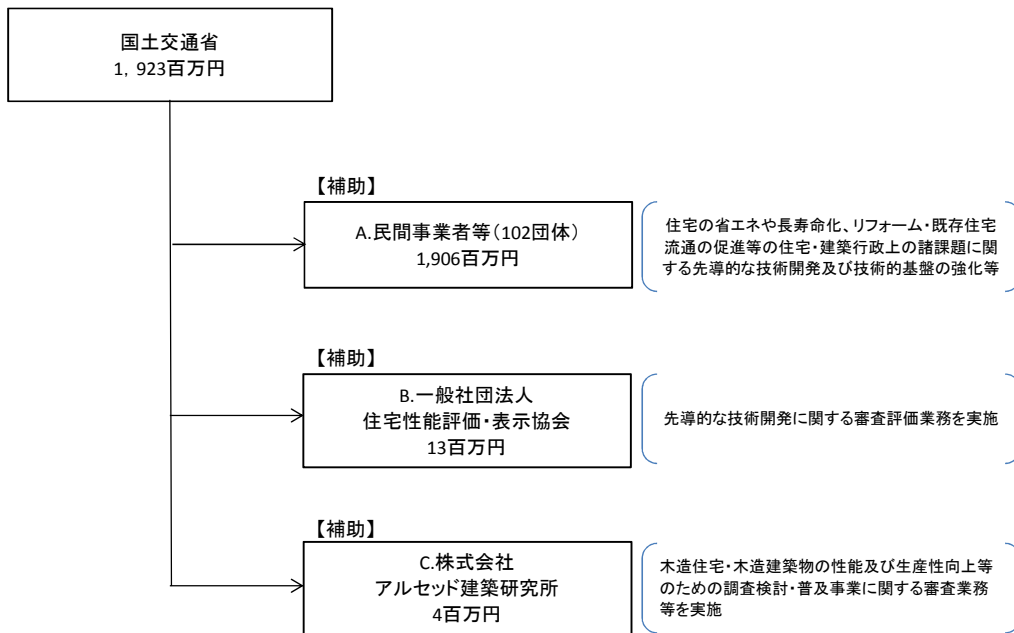 国土交通省
1, 923百万円
【補助】
A.民間事業者等(102団体)
1,906百万円
住宅の省エネや長寿命化、リフォーム・既存住宅
流通の促進等の住宅・建築行政上の諸課題に関
する先導的な技術開発及び技術的基盤の強化等
【補助】
B.一般社団法人
住宅性能評価・表示協会
13百万円
先導的な技術開発に関する審査評価業務を実施
【補助】
C.株式会社
アルセッド建築研究所
4百万円
木造住宅・木造建築物の性能及び生産性向上等
のための調査検討・普及事業に関する審査業務
等を実施